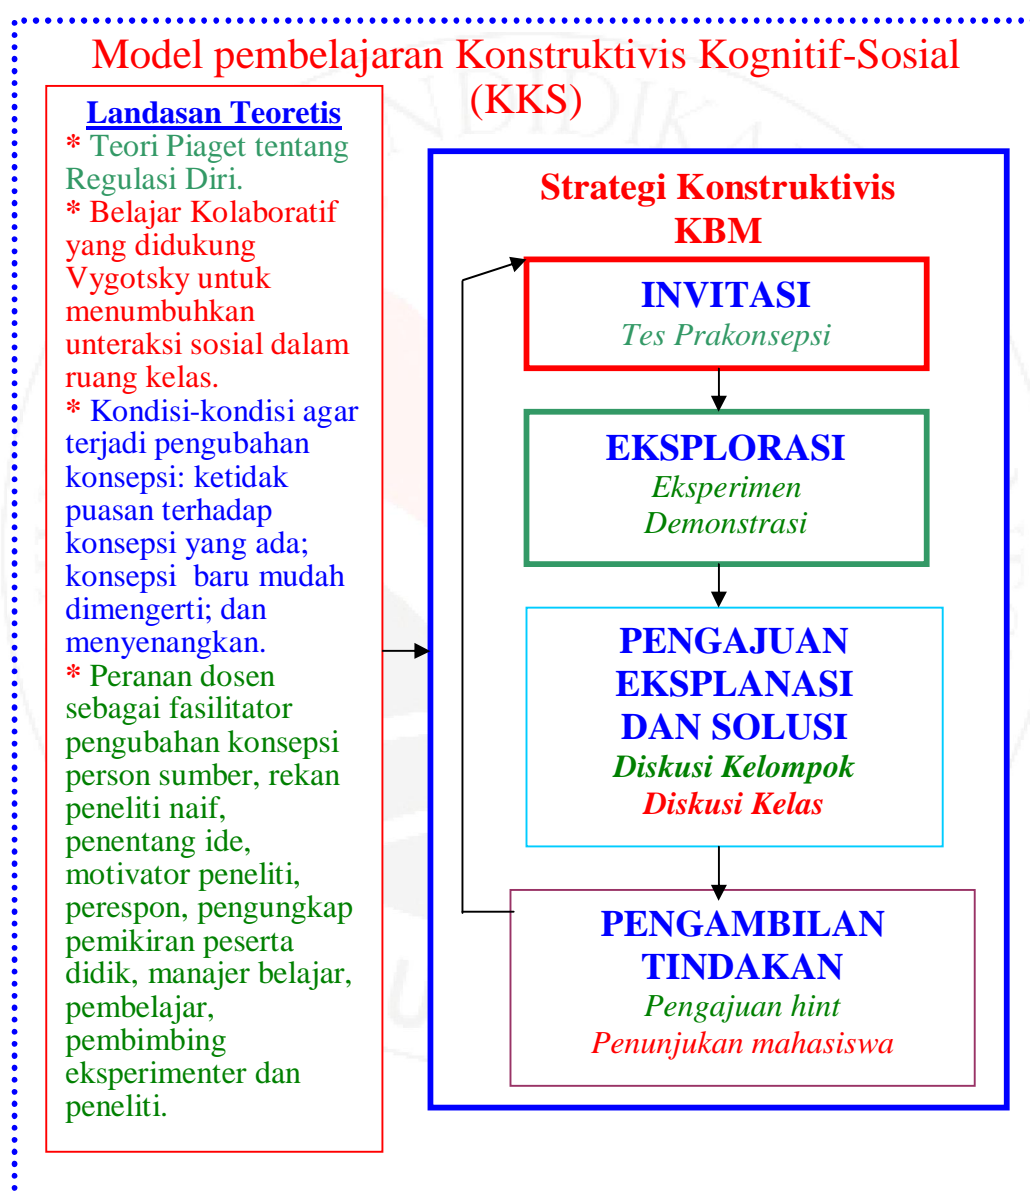 Model pembelajaran Konstruktivis Kognitif-Sosial
(KKS)
Landasan Teoretis
* Teori Piaget tentang
Regulasi Diri.
* Belajar Kolaboratif
yang didukung
Vygotsky untuk
menumbuhkan
unteraksi sosial dalam
ruang kelas.
* Kondisi-kondisi agar
terjadi pengubahan
konsepsi: ketidak
puasan terhadap
konsepsi yang ada;
konsepsi baru mudah
dimengerti; dan
menyenangkan.
* Peranan dosen
sebagai fasilitator
pengubahan konsepsi
person sumber, rekan
peneliti naif,
penentang ide,
motivator peneliti,
perespon, pengungkap
pemikiran peserta
didik, manajer belajar,
pembelajar,
pembimbing
eksperimenter dan
peneliti.
Strategi Konstruktivis
KBM
INVITASI
Tes Prakonsepsi
EKSPLORASI
Eksperimen
Demonstrasi
PENGAJUAN
EKSPLANASI
DAN SOLUSI
Diskusi Kelompok
Diskusi Kelas
PENGAMBILAN
TINDAKAN
Pengajuan hint
Penunjukan mahasiswa